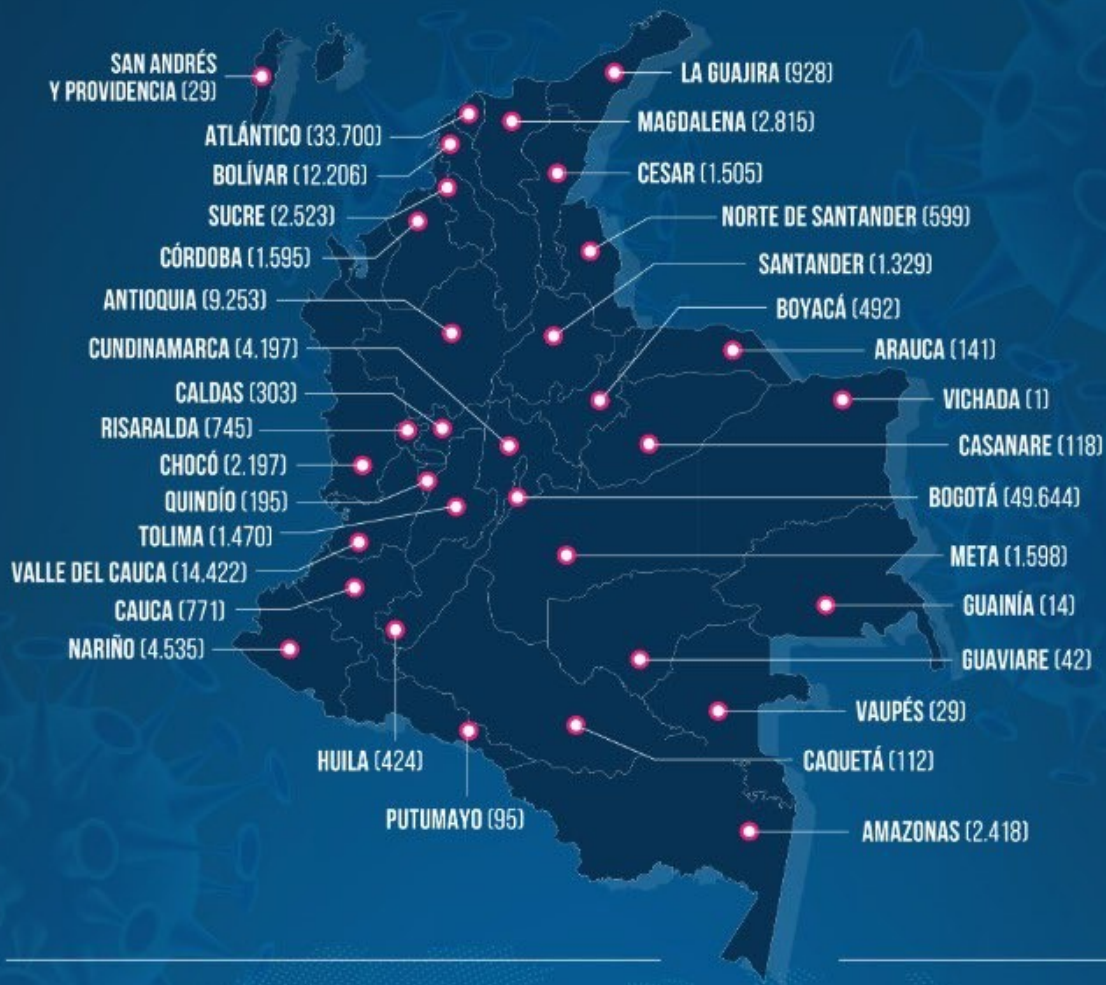 SAN ANDRÉS
Y PROVIDENCIA (29)
ATLÁNTICO (33.700)
BOLÍVAR (12.206)
SUCRE (2.523)
CÓRDOBA (1.595)
ANTIOQUIA (9.253)
CUNDINAMARCA (4.197)
CALDAS (303)
RISARALDA (745)
CHOCÓ (2.197)
QUINDÍO (195)
TOLIMA (1.470)
VALLE DEL CAUCA (14.422)
CAUCA (771)
NARIÑO (4.535)
HUILA (424)
PUTUMAYO (95)
LA GUAJIRA (928)
MAGDALENA (2.815)
CESAR (1.505)
NORTE DE SANTANDER (599)
SANTANDER (1.329)
BOYACÁ (492)
ARAUCA (141)
VICHADA (1)
CASANARE (118)
BOGOTÁ (49.644)
META (1.598)
GUAINÍA (14)
GUAVIARE (42)
VAUPÉS (29)
CAQUETÁ (112)
AMAZONAS (2.418)